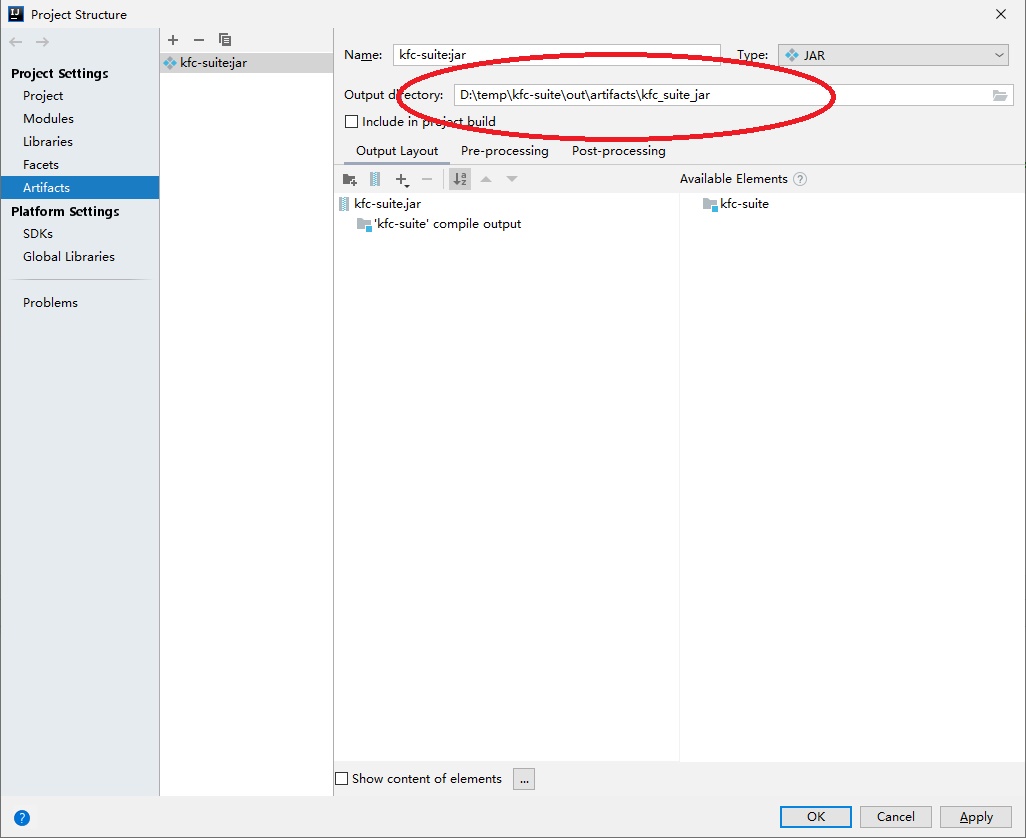 Project Structure
Project Settings
Project
Modules
Libraries
Facets
Artifacts
Platform Settings
SDKs
Global Libraries
Problems
kfc-suite:jar
Name: kfc-suite:jar Type: JAR
Output directory: D:\temp\kfc-suite\out\artifacts\kfc_suite_jar
Include in project build
Output Layout Pre-processing Post-processing
Available Elements ?
kfc-suite.jar
'kfc-suite' compile output
kfc-suite
Show content of elements ...
? OK Cancel Apply